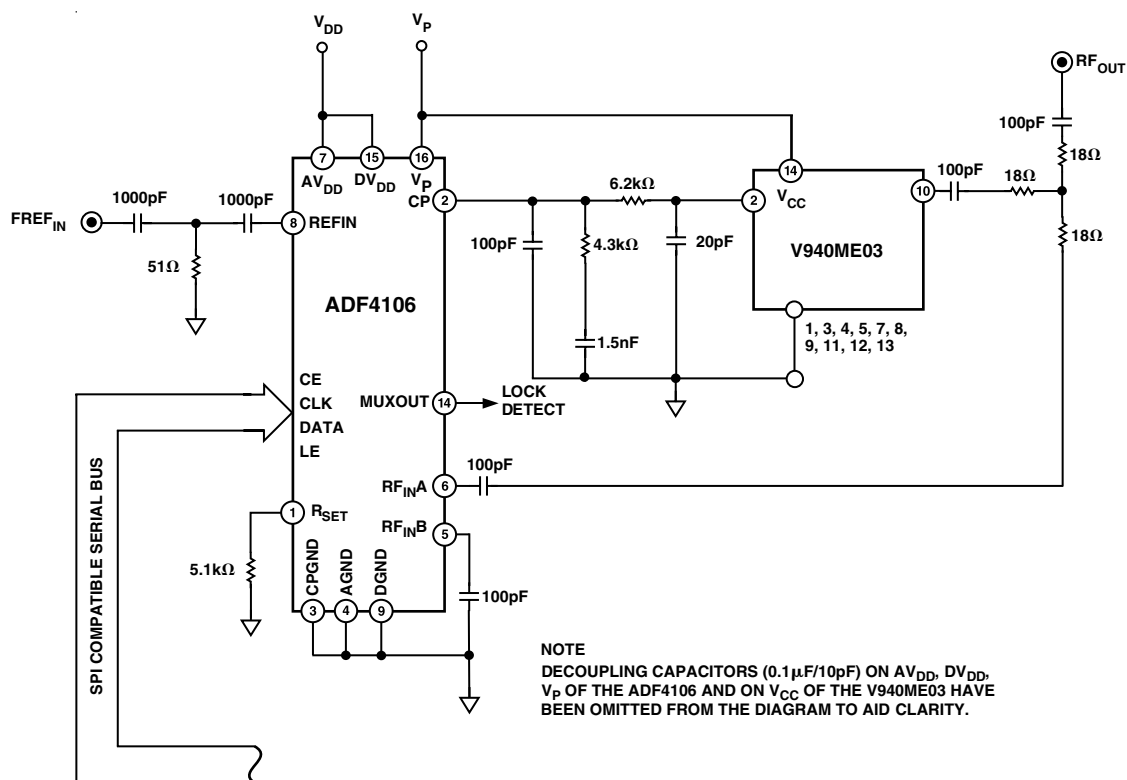 V_DD
V_P
RF_OUT
100pF
18Ω
7
15
16
14
AV_DD
DV_DD
V_P
CP
2
6.2kΩ
2
V_CC
10
100pF
18Ω
1000pF
1000pF
FREF_IN
8
REFIN
51Ω
100pF
4.3kΩ
20pF
V940ME03
18Ω
ADF4106
1.5nF
1, 3, 4, 5, 7, 8,
9, 11, 12, 13
CE
CLK
DATA
LE
MUXOUT
14
LOCK
DETECT
SPI COMPATIBLE SERIAL BUS
RF_INA
6
100pF
1
R_SET
RF_INB
5
5.1kΩ
CPGND
AGND
DGND
3
4
9
100pF
NOTE
DECOUPLING CAPACITORS (0.1μF/10pF) ON AV_DD, DV_DD,
V_P OF THE ADF4106 AND ON V_CC OF THE V940ME03 HAVE
BEEN OMITTED FROM THE DIAGRAM TO AID CLARITY.